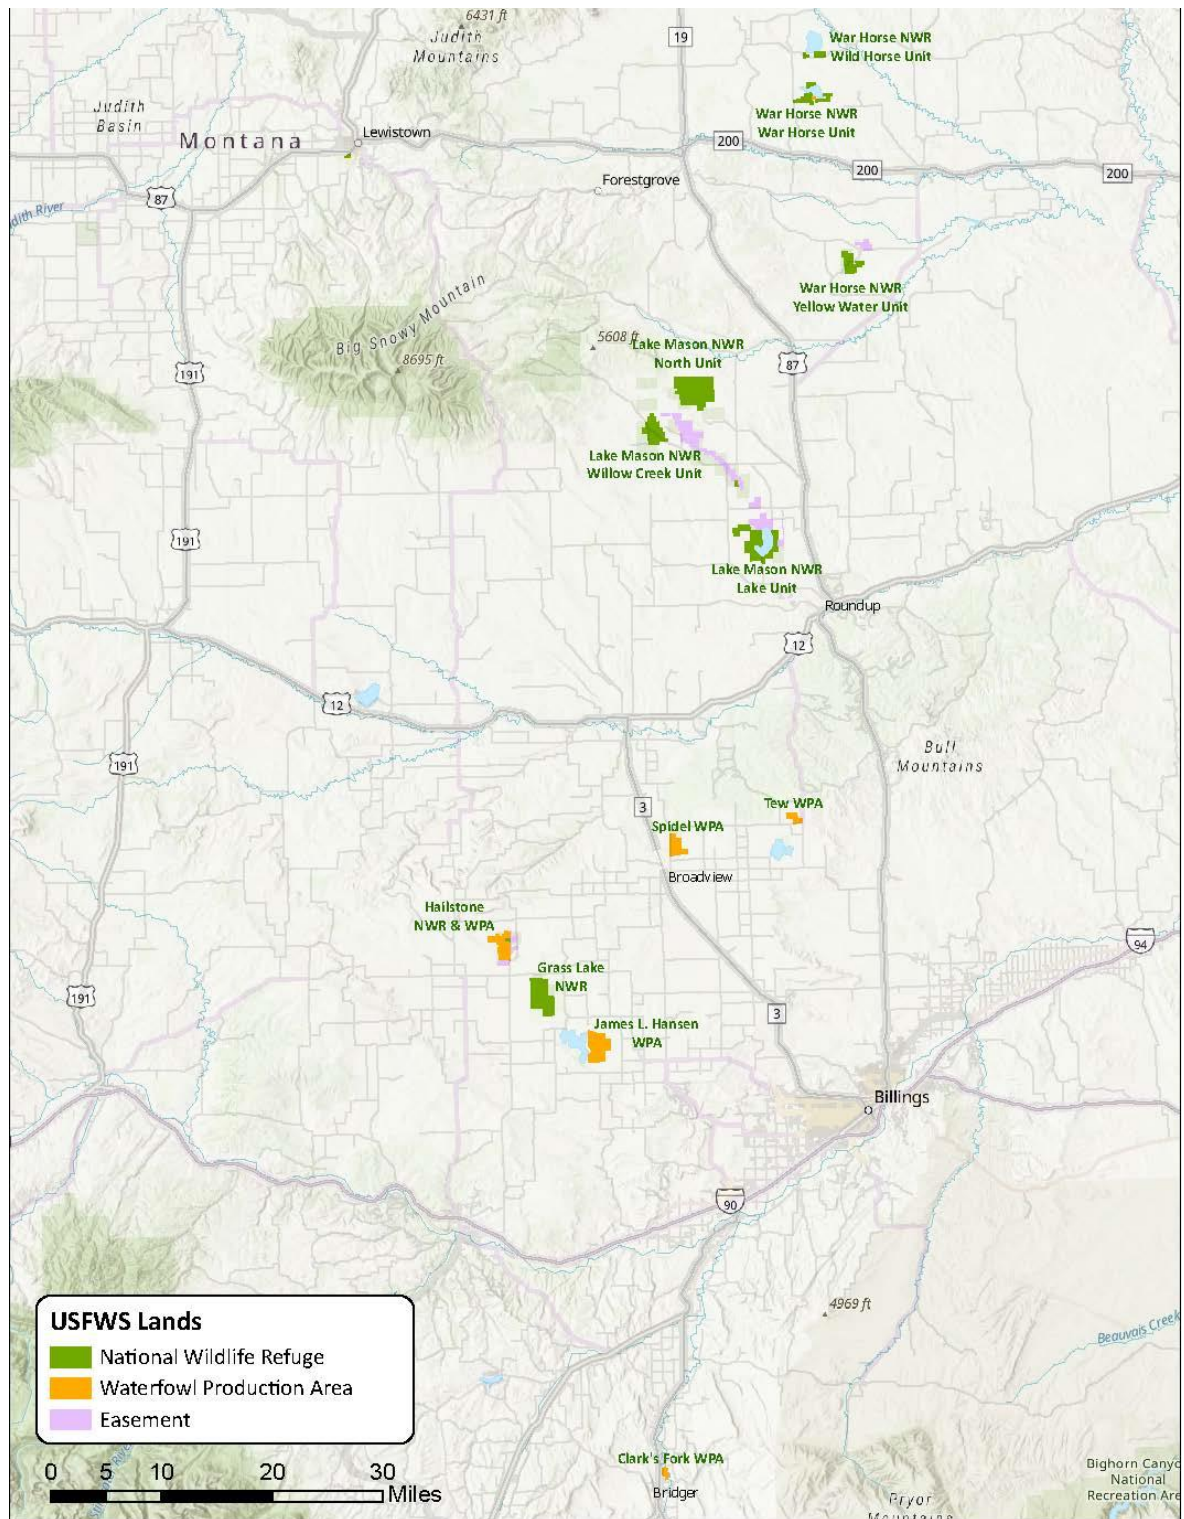 6431 ft
Judith
Mountains
19
War Horse NWR
Wild Horse Unit
Judith
Basin
War Horse NWR
War Horse Unit
Montana
Lewistown
200
200
200
Forestgrove
87
dith River
War Horse NWR
Yellow Water Unit
Big Snowy Mountain
5608 ft
Lake Mason NWR
North Unit
8695 ft
87
191
Lake Mason NWR
Willow Creek Unit
191
Lake Mason NWR
Lake Unit
Roundup
12
12
Bull
Mountains
191
3
Tew WPA
Spidel WPA
Broadview
Hailstone
NWR & WPA
94
Grass Lake
NWR
191
3
James L. Hansen
WPA
Billings
90
USFWS Lands
4969 ft
National Wildlife Refuge
Beauvais Creek
Waterfowl Production Area
Easement
River
Clark's Fork WPA
0 5 10 20 30
Miles
Bridger
Bighorn Canyo
National
Recreation Are
Pryor
Mountains